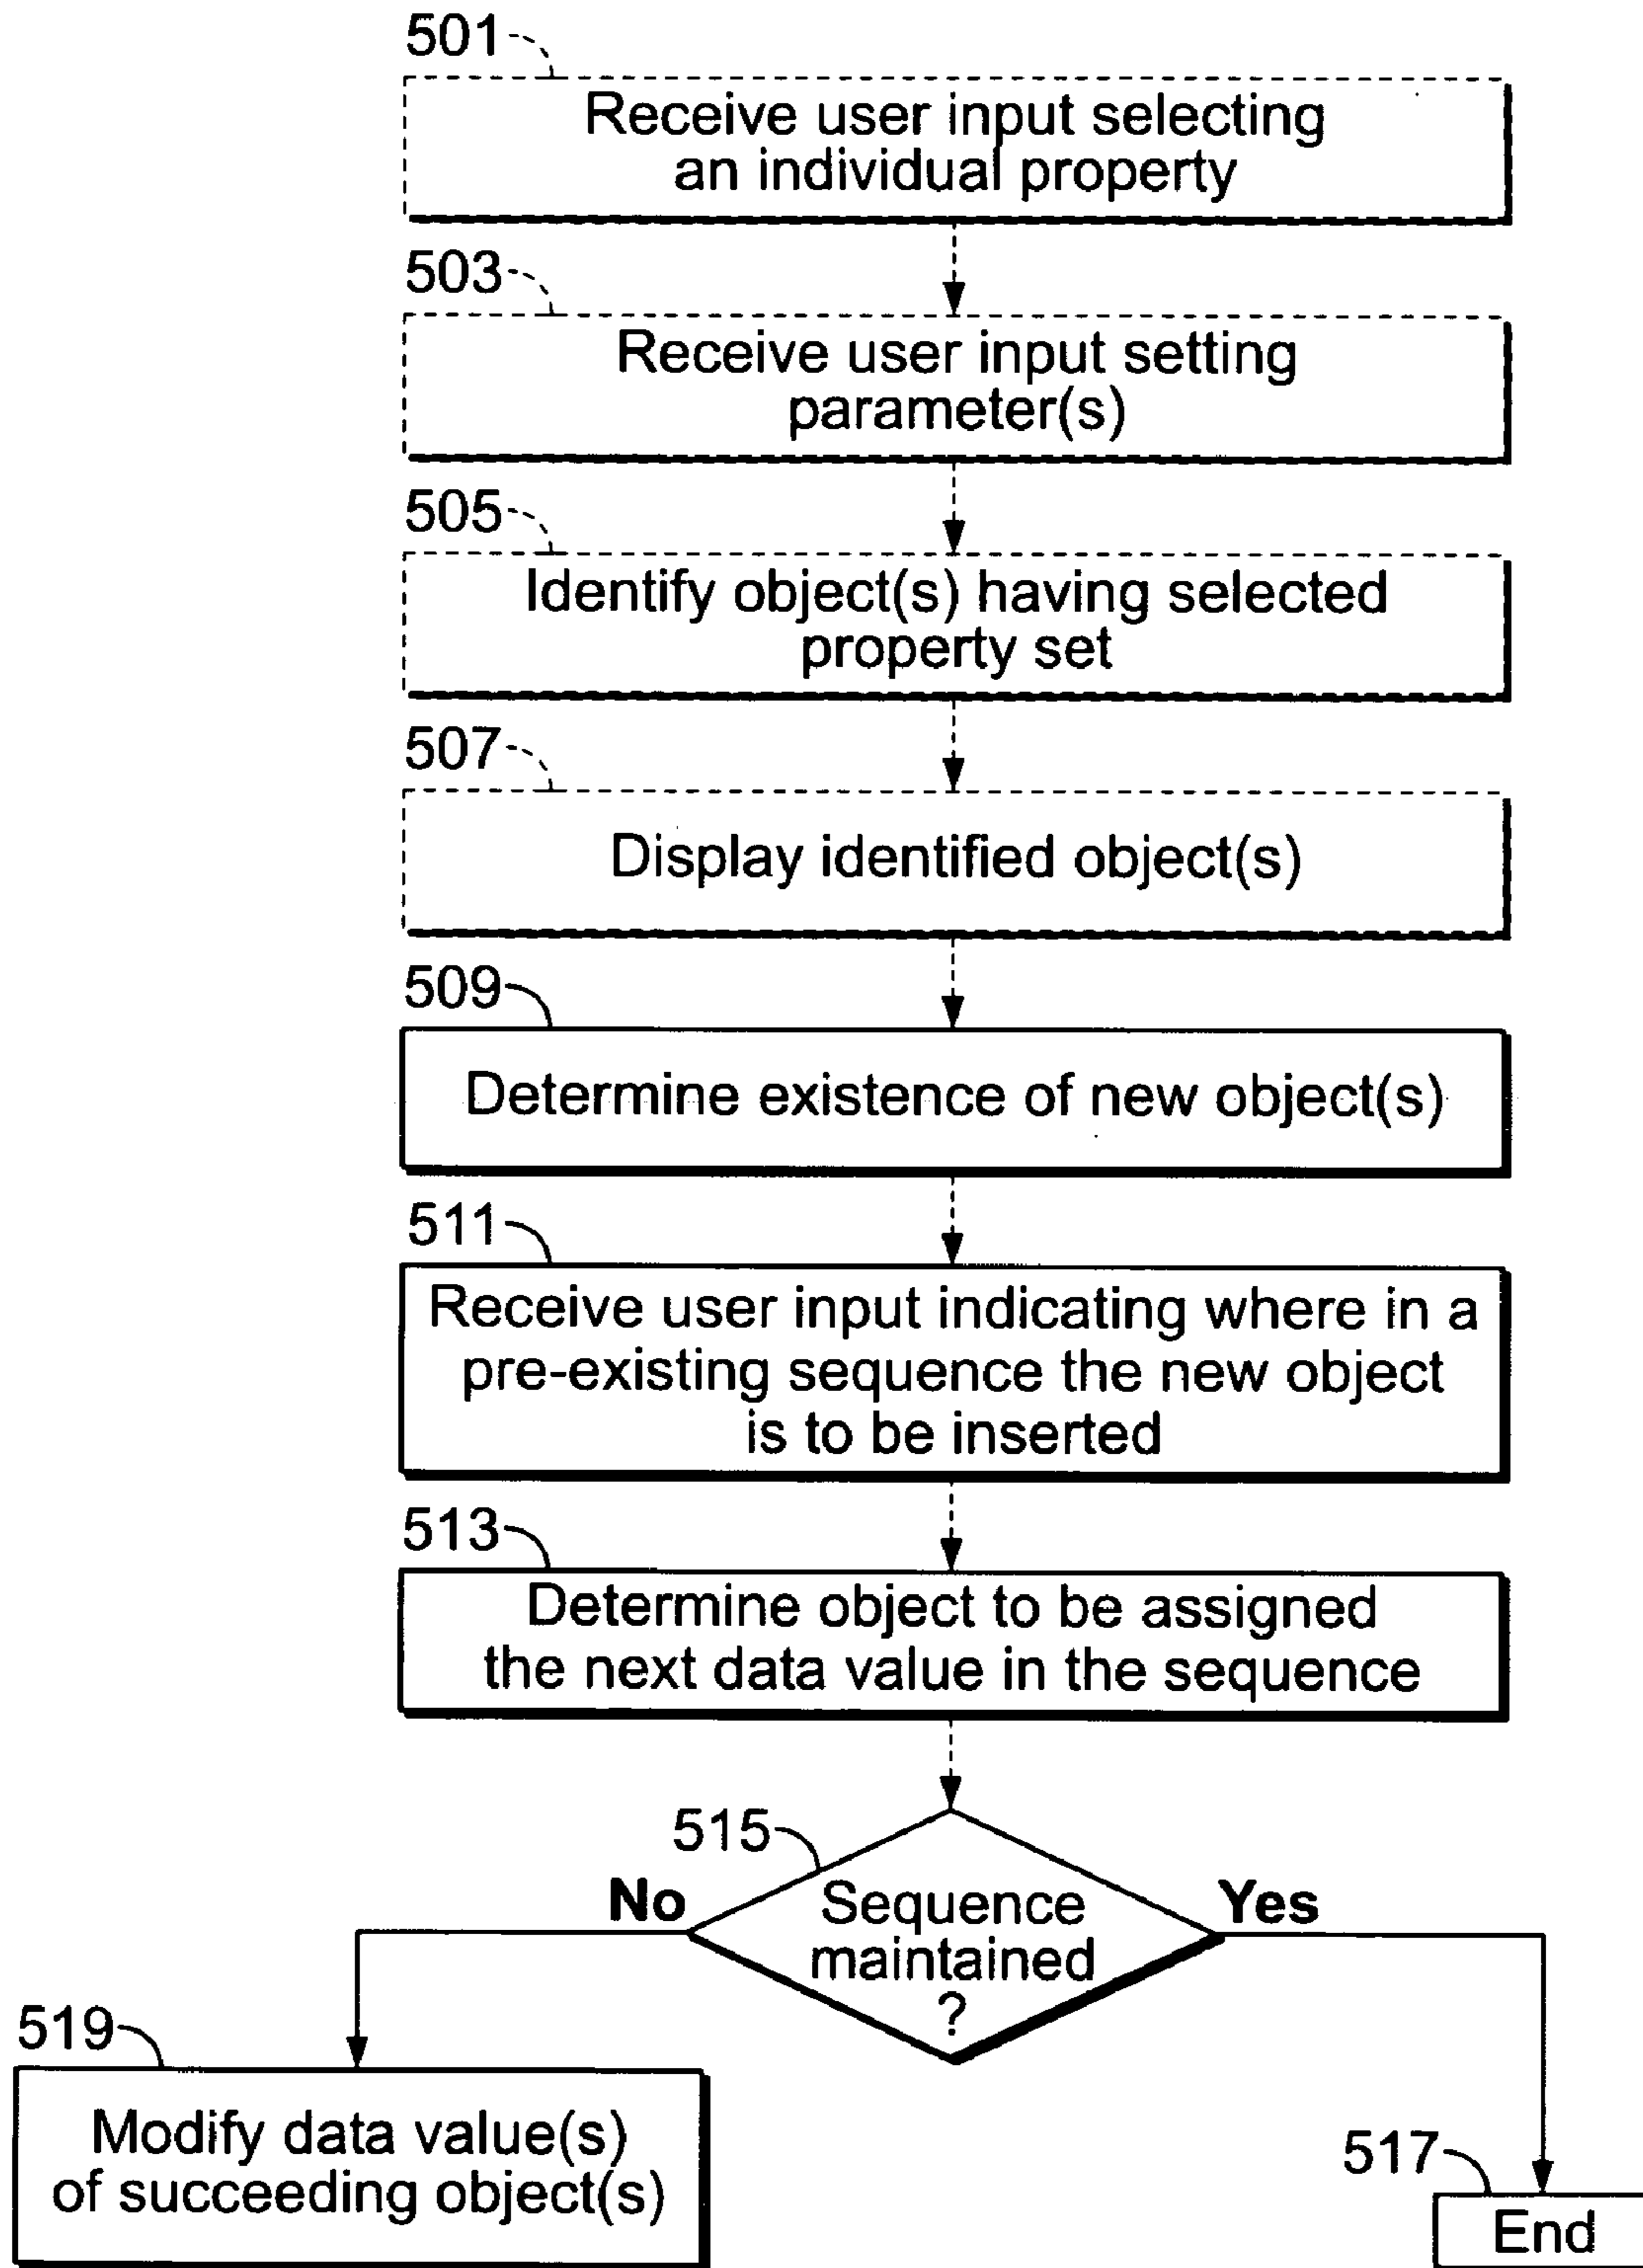 501
Receive user input selecting
an individual property
503
Receive user input setting
parameter(s)
505
Identify object(s) having selected
property set
507
Display identified object(s)
509
Determine existence of new object(s)
511
Receive user input indicating where in a
pre-existing sequence the new object
is to be inserted
513
Determine object to be assigned
the next data value in the sequence
515
No
Sequence
maintained
?
Yes
519
Modify data value(s)
of succeeding object(s)
517
End